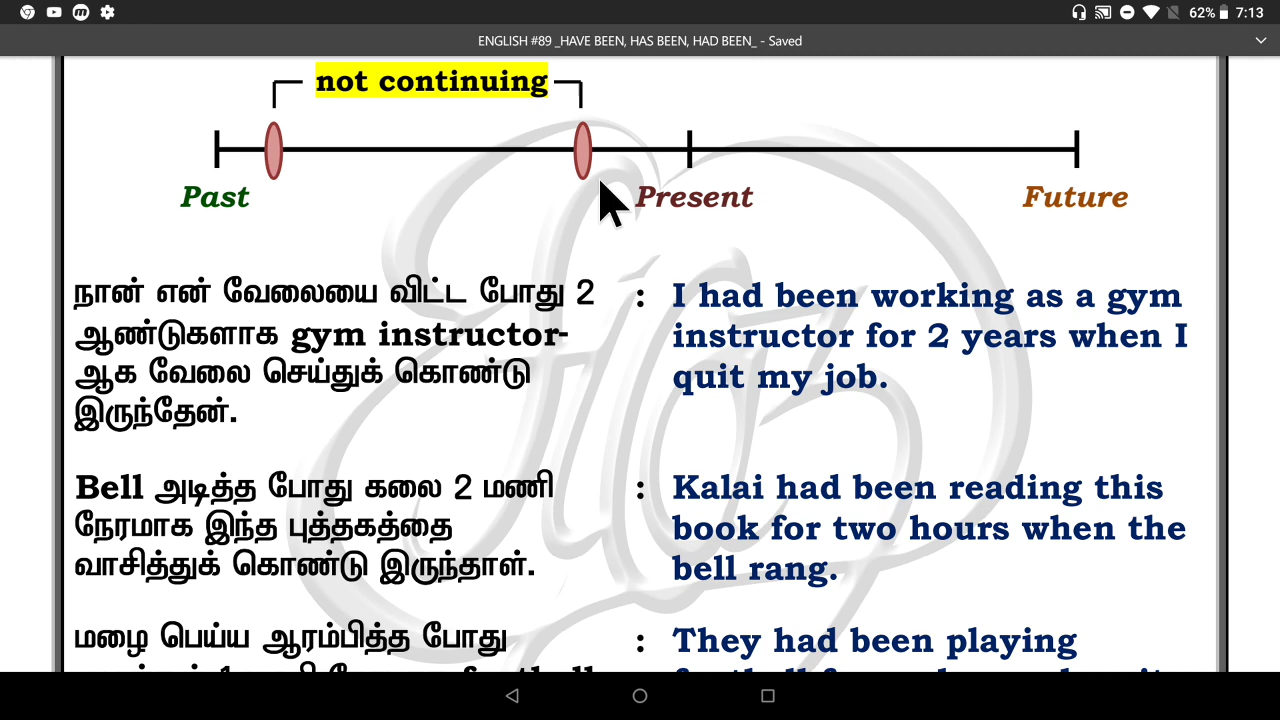 62% 7:13
ENGLISH #89 _HAVE BEEN, HAS BEEN, HAD BEEN_ - Saved
not continuing
Past Present Future
நான் என் வேலையை விட்ட போது 2 : I had been working as a gym
ஆண்டுகளாக gym instructor- instructor for 2 years when I
ஆக வேலை செய்துக் கொண்டு quit my job.
இருந்தேன்.
Bell அடித்த போது கலை 2 மணி : Kalai had been reading this
நேரமாக இந்த புத்தகத்தை book for two hours when the
வாசித்துக் கொண்டு இருந்தாள். bell rang.
மழை பெய்ய ஆரம்பித்த போது : They had been playing